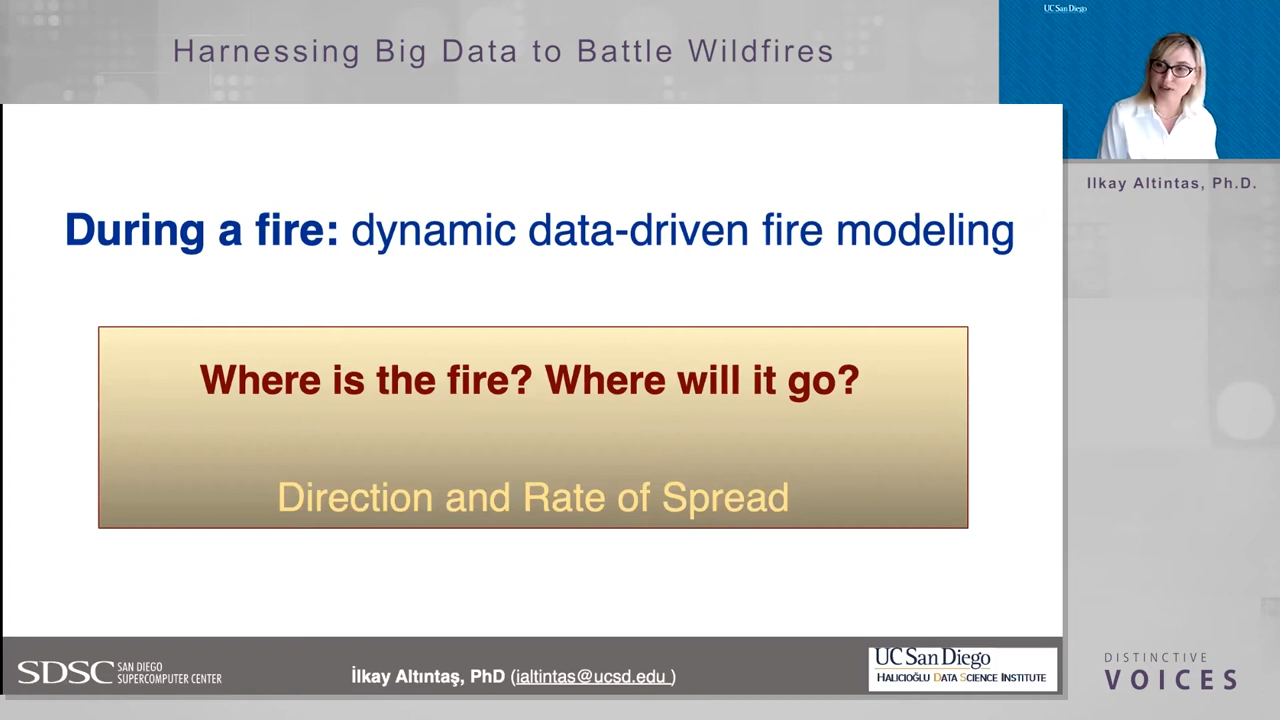 Harnessing Big Data to Battle Wildfires
UC San Diego
Ilkay Altintas, Ph.D.
During a fire: dynamic data-driven fire modeling
Where is the fire? Where will it go?
Direction and Rate of Spread
SDSC SAN DIEGO
SUPERCOMPUTER CENTER
İlkay Altıntaş, PhD (ialtintas@ucsd.edu )
UC San Diego
HALICIOĞLU DATA SCIENCE INSTITUTE
DISTINCTIVE
VOICES